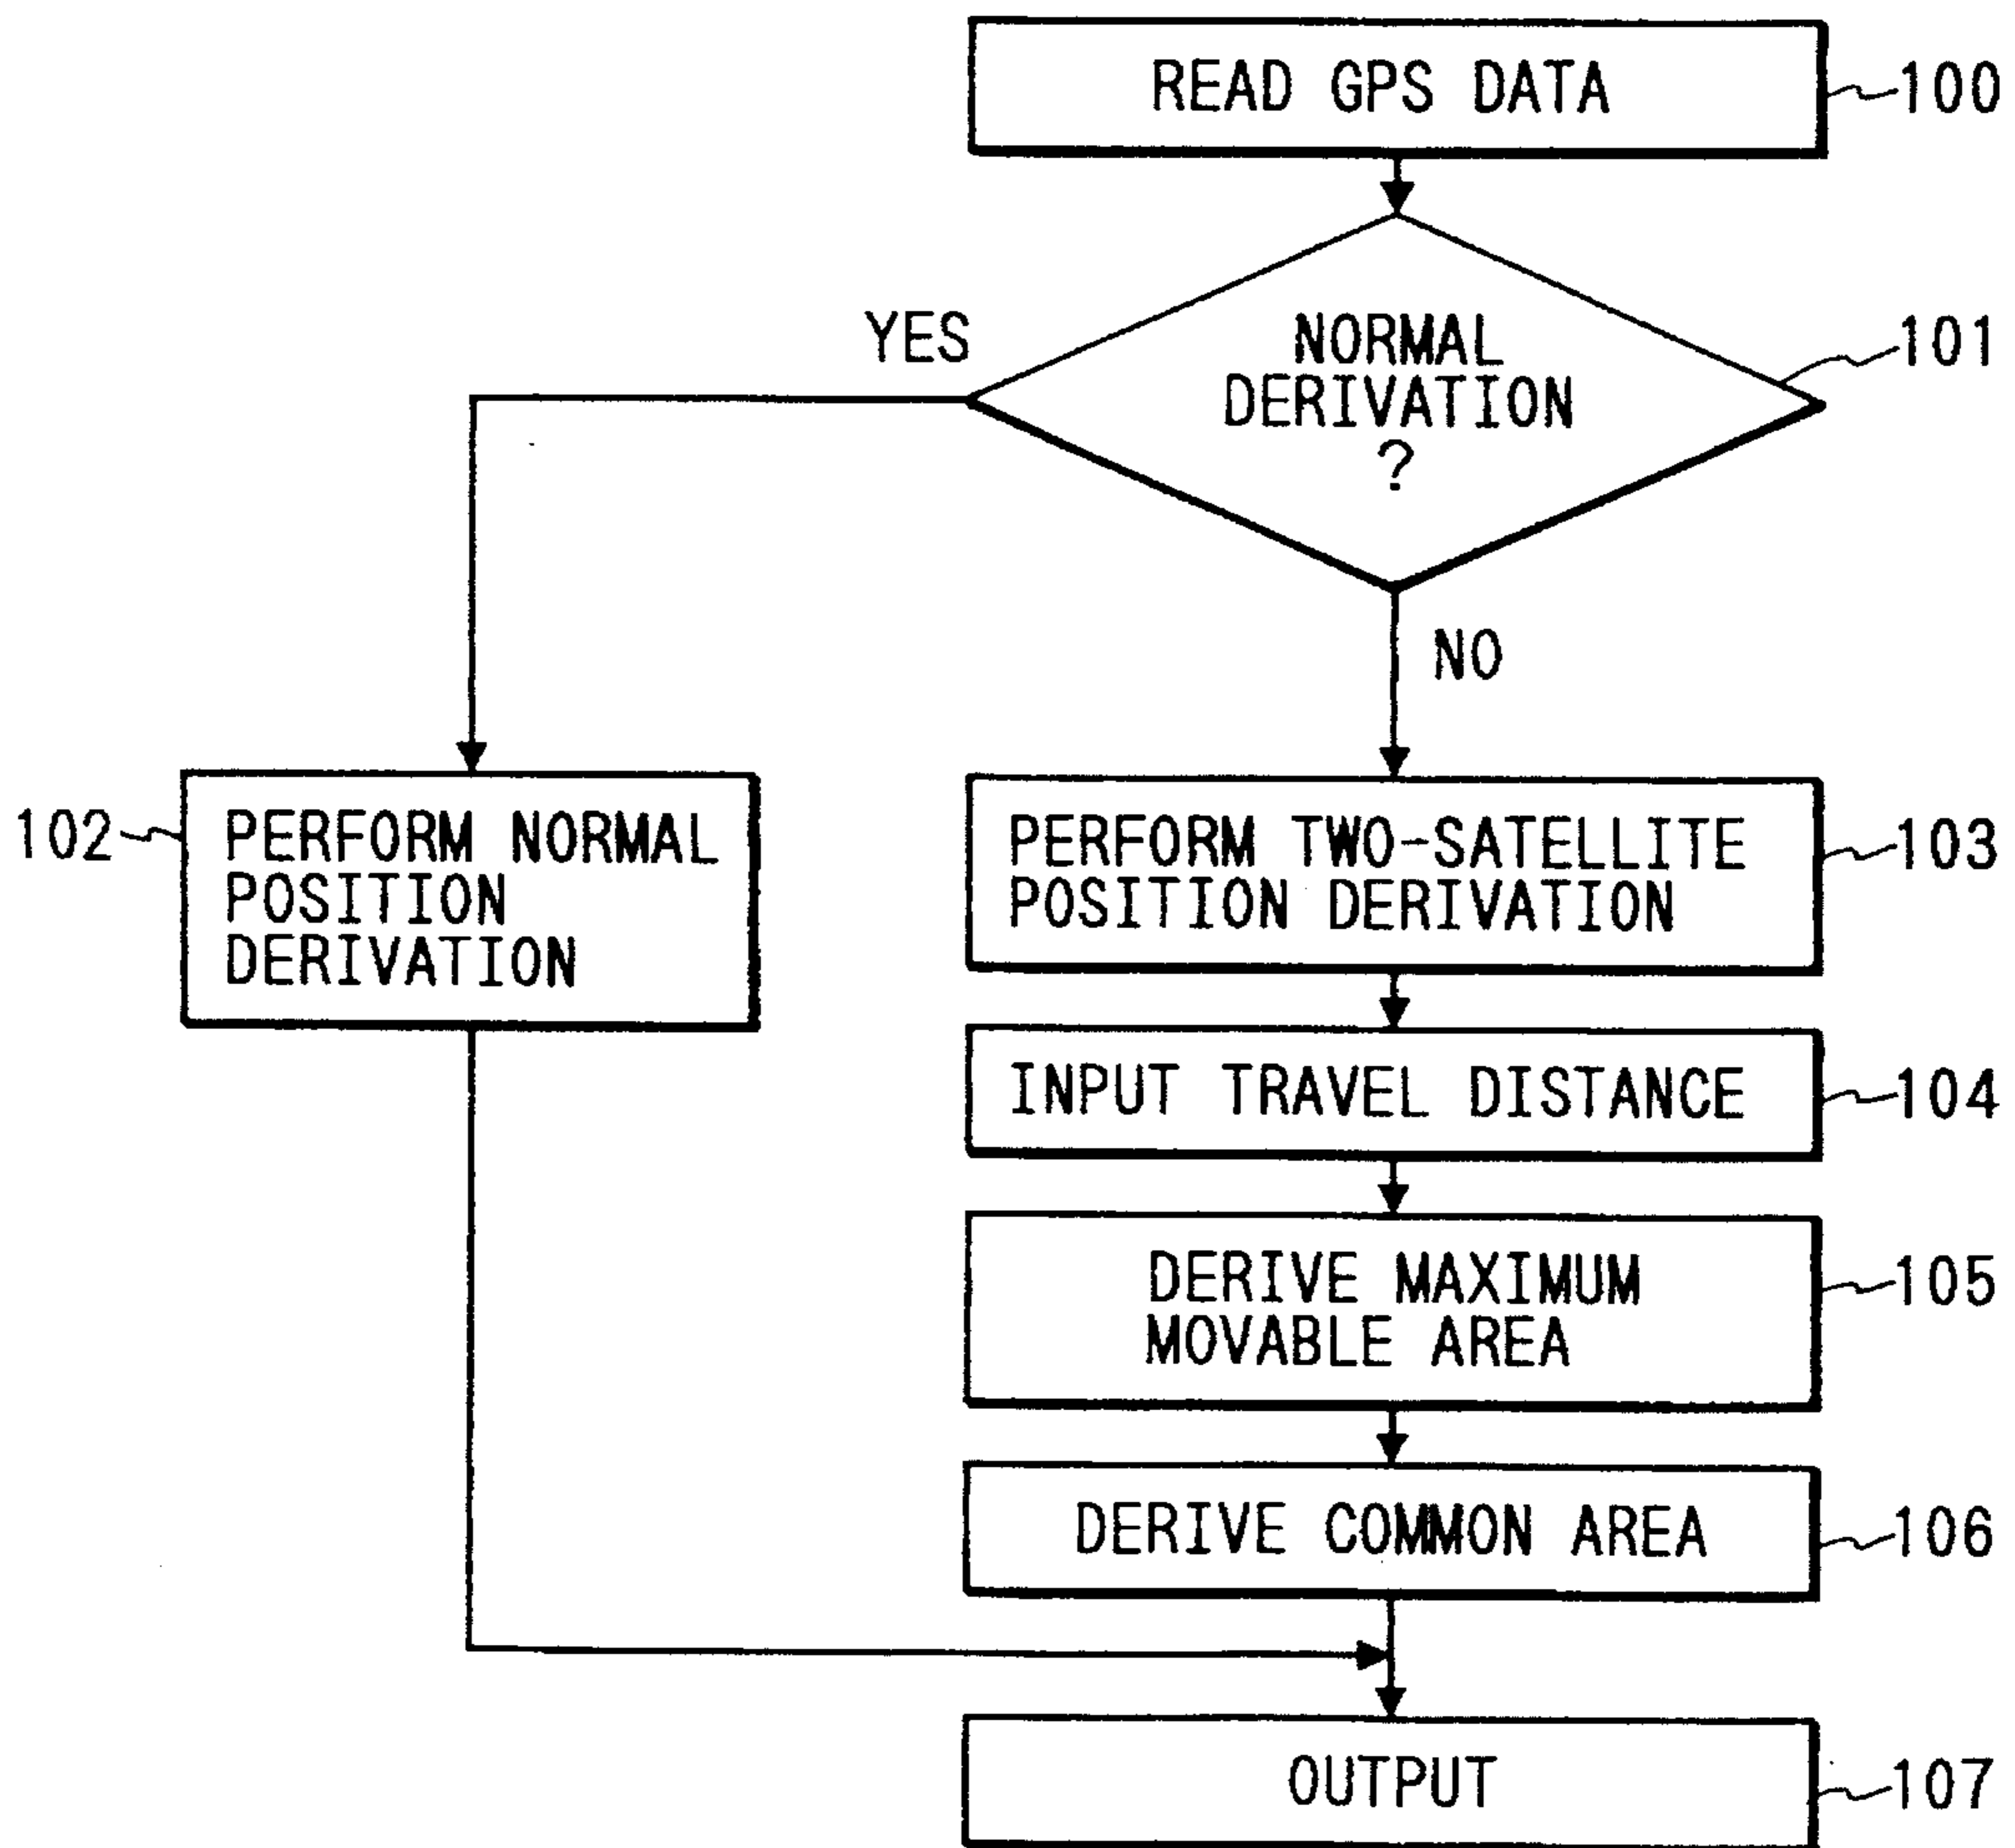 READ GPS DATA
100
NORMAL
DERIVATION
?
101
YES
NO
102
PERFORM NORMAL
POSITION
DERIVATION
PERFORM TWO-SATELLITE
POSITION DERIVATION
103
INPUT TRAVEL DISTANCE
104
DERIVE MAXIMUM
MOVABLE AREA
105
DERIVE COMMON AREA
106
OUTPUT
107